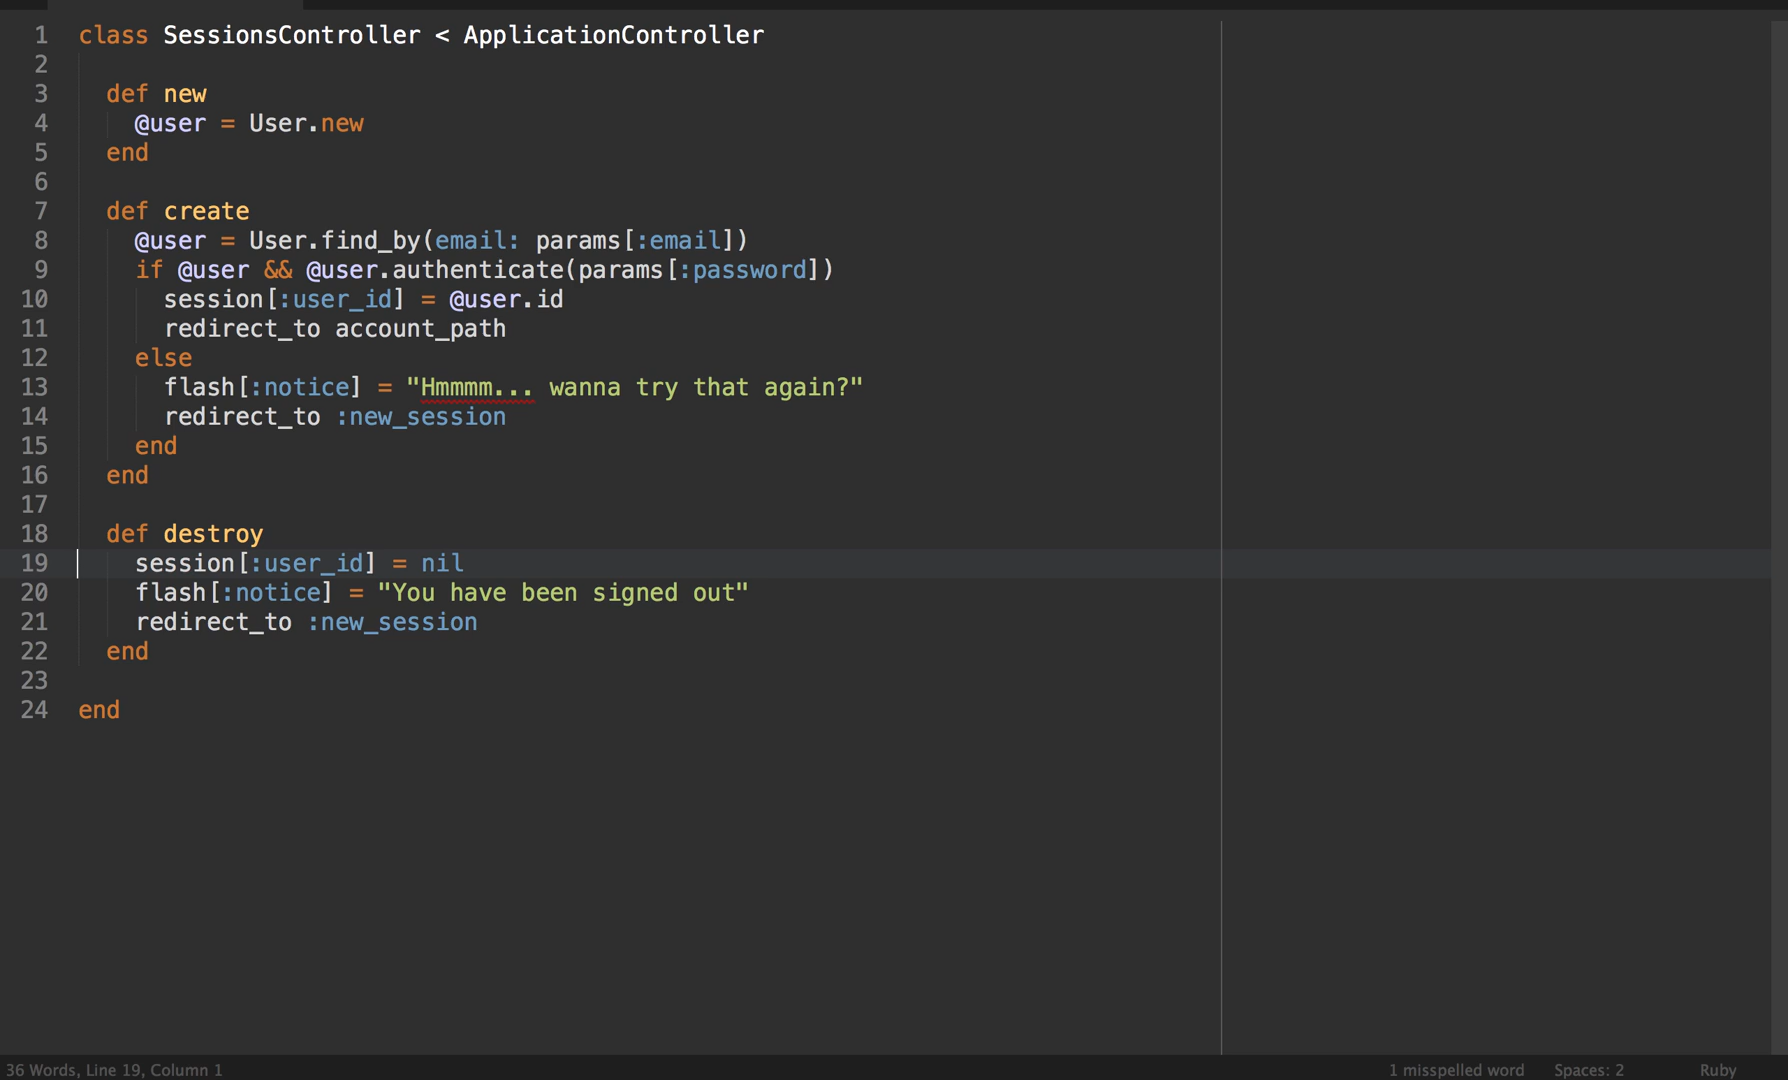 1 class SessionsController < ApplicationController
2
3   def new
4     @user = User.new
5   end
6
7   def create
8     @user = User.find_by(email: params[:email])
9     if @user && @user.authenticate(params[:password])
10       session[:user_id] = @user.id
11       redirect_to account_path
12     else
13       flash[:notice] = "Hmmmm... wanna try that again?"
14       redirect_to :new_session
15     end
16   end
17
18   def destroy
19     session[:user_id] = nil
20     flash[:notice] = "You have been signed out"
21     redirect_to :new_session
22   end
23
24 end
36 Words, Line 19, Column 1 1 misspelled word Spaces: 2 Ruby